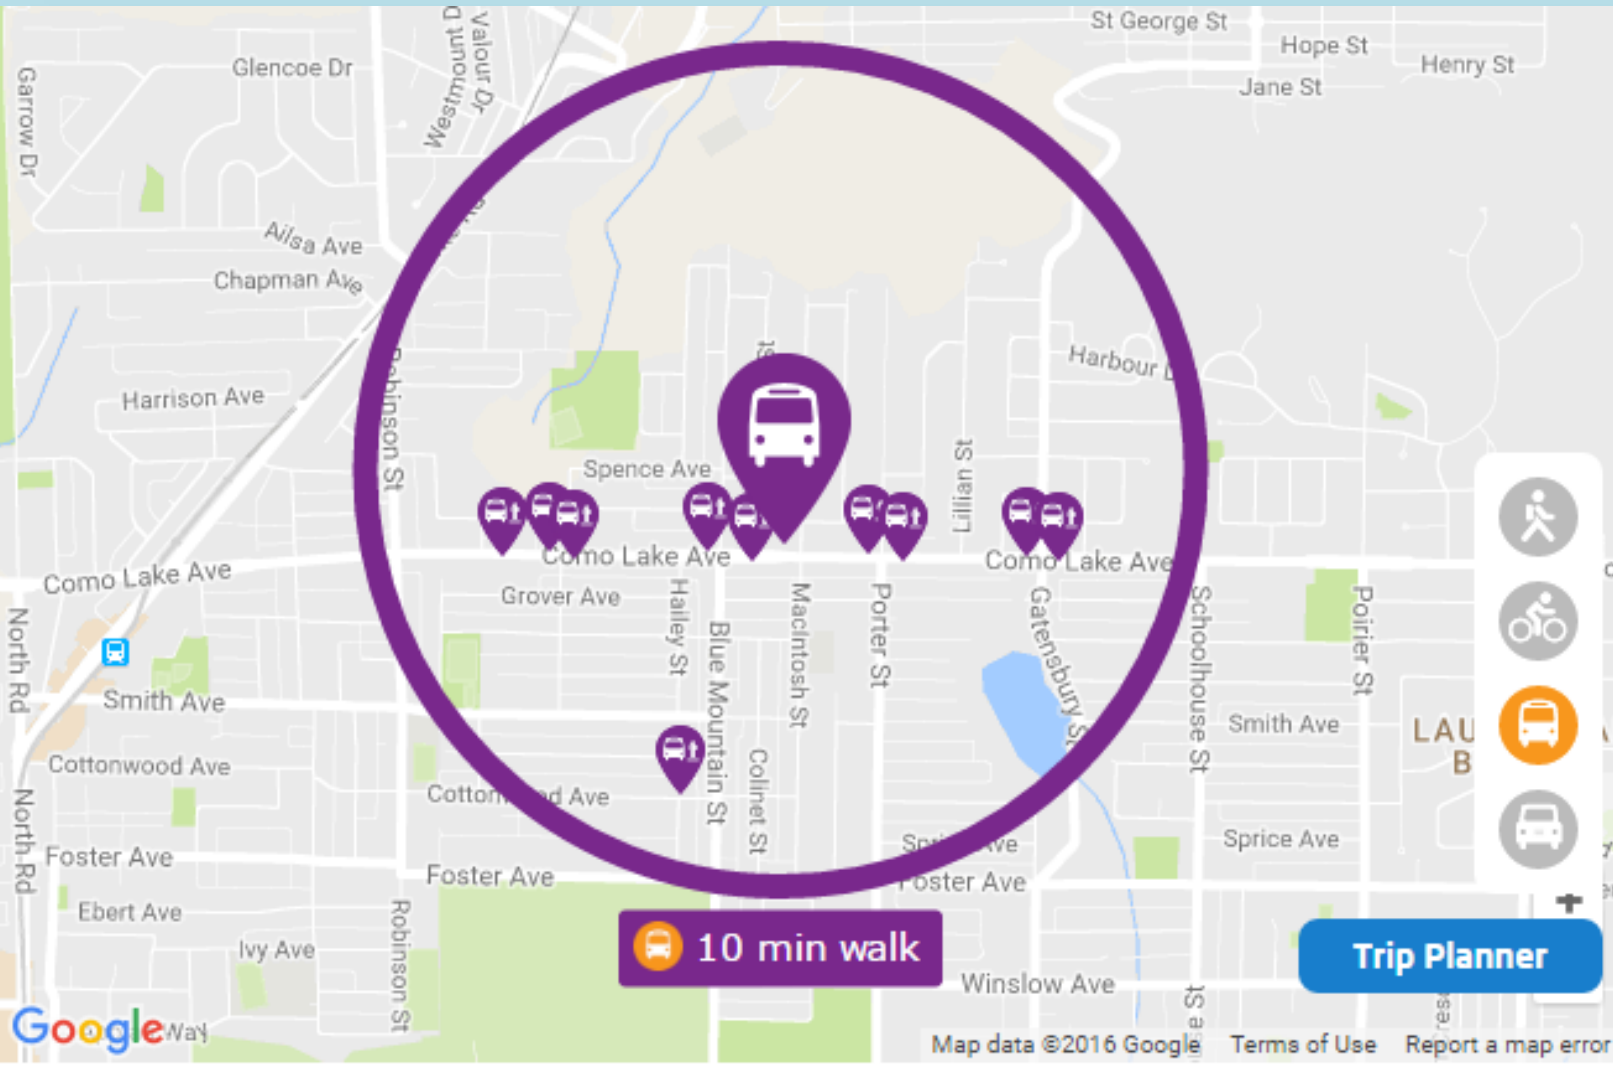 St George St
Hope St
Henry St
Jane St
Glencoe Dr
Valour Dr
Westmount D
Garrow Dr
Ailsa Ave
Chapman Ave
Harbour
Harrison Ave
Robinson St
Spence Ave
Lillian St
Como Lake Ave
Como Lake Ave
Como Lake Ave
Grover Ave
Hailey St
MacIntosh St
Porter St
Gatensbury St
Schoolhouse St
Poirier St
North Rd
Blue Mountain St
Smith Ave
Smith Ave
LAU
B
Cottonwood Ave
Colinet St
Cottonwood Ave
North Rd
Sprice Ave
Foster Ave
Foster Ave
Foster Ave
Ebert Ave
Robinson St
Ivy Ave
10 min walk
Trip Planner
Winslow Ave
Google
Way
Map data ©2016 Google
Terms of Use
Report a map error